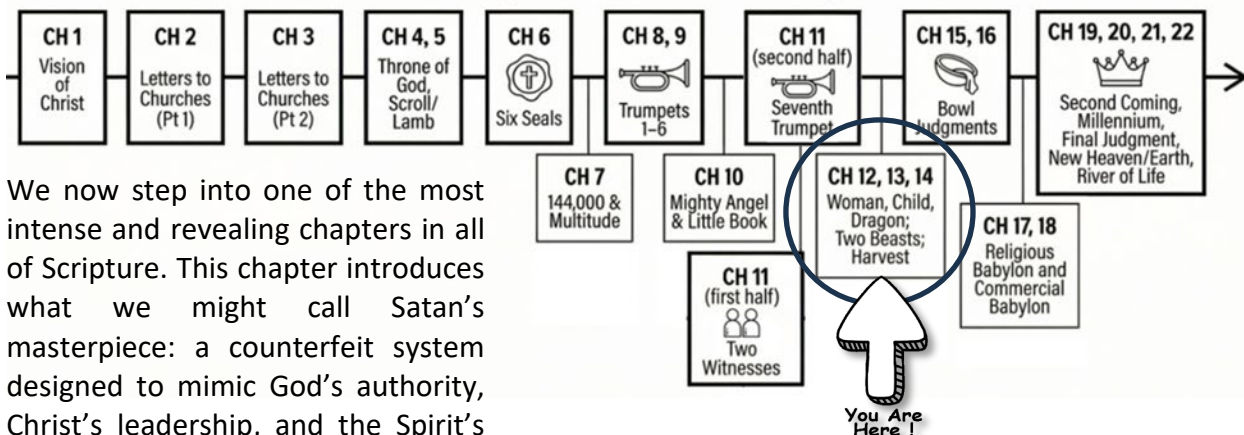 CH 1
Vision
of
Christ
CH 2
Letters to
Churches
(Pt 1)
CH 3
Letters to
Churches
(Pt 2)
CH 4, 5
Throne of
God,
Scroll/
Lamb
CH 6
Six Seals
CH 8, 9
Trumpets
1–6
CH 11
(second half)
Seventh
Trumpet
CH 15, 16
Bowl
Judgments
CH 19, 20, 21, 22
Second Coming,
Millennium,
Final Judgment,
New Heaven/Earth,
River of Life
CH 7
144,000 &
Multitude
CH 10
Mighty Angel
& Little Book
CH 11
(first half)
Two
Witnesses
CH 12, 13, 14
Woman, Child,
Dragon;
Two Beasts;
Harvest
CH 17, 18
Religious
Babylon and
Commercial
Babylon
You Are
Here !
We now step into one of the most
intense and revealing chapters in all
of Scripture. This chapter introduces
what we might call Satan’s
masterpiece: a counterfeit system
designed to mimic God’s authority,
Christ’s leadership, and the Spirit’s